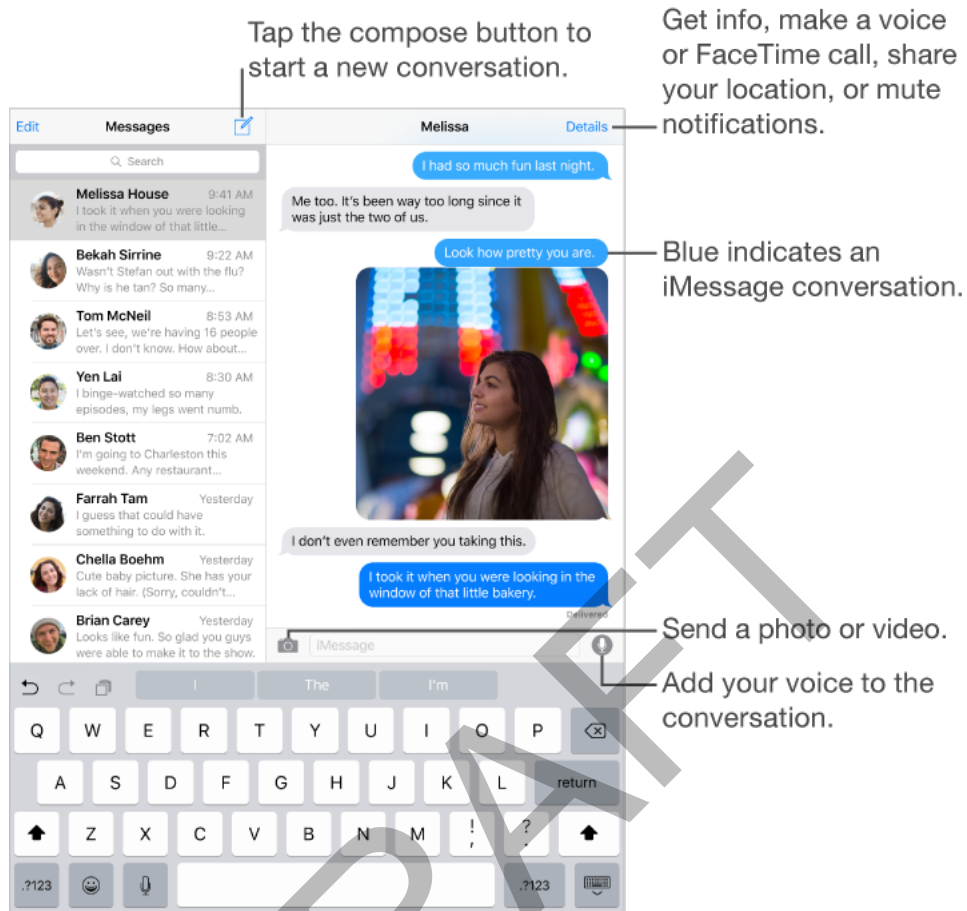 Tap the compose button to
start a new conversation.
Get info, make a voice
or FaceTime call, share
your location, or mute
notifications.
Edit
Messages
Search
Melissa House 9:41 AM
I took it when you were looking
in the window of that little...
Bekah Sirrine 9:22 AM
Wasn't Stefan out with the flu?
Why is he tan? So many...
Tom McNeil 8:53 AM
Let's see, we're having 16 people
over. I don't know. How about...
Yen Lai 8:30 AM
I binge-watched so many
episodes, my legs went numb.
Ben Stott 7:02 AM
I'm going to Charleston this
weekend. Any restaurant...
Farrah Tam Yesterday
I guess that could have
something to do with it.
Chella Boehm Yesterday
Cute baby picture. She has your
lack of hair. (Sorry, couldn't...
Brian Carey Yesterday
Looks like fun. So glad you guys
were able to make it to the show.
Melissa
Details
I had so much fun last night.
Me too. It's been way too long since it
was just the two of us.
Look how pretty you are.
I don't even remember you taking this.
I took it when you were looking in the
window of that little bakery.
Delivered
iMessage
Blue indicates an
iMessage conversation.
Send a photo or video.
Add your voice to the
conversation.
I The I'm
Q W E R T Y U I O P
A S D F G H J K L return
Z X C V B N M ! , ? .
.?123 .?123
DRAFT